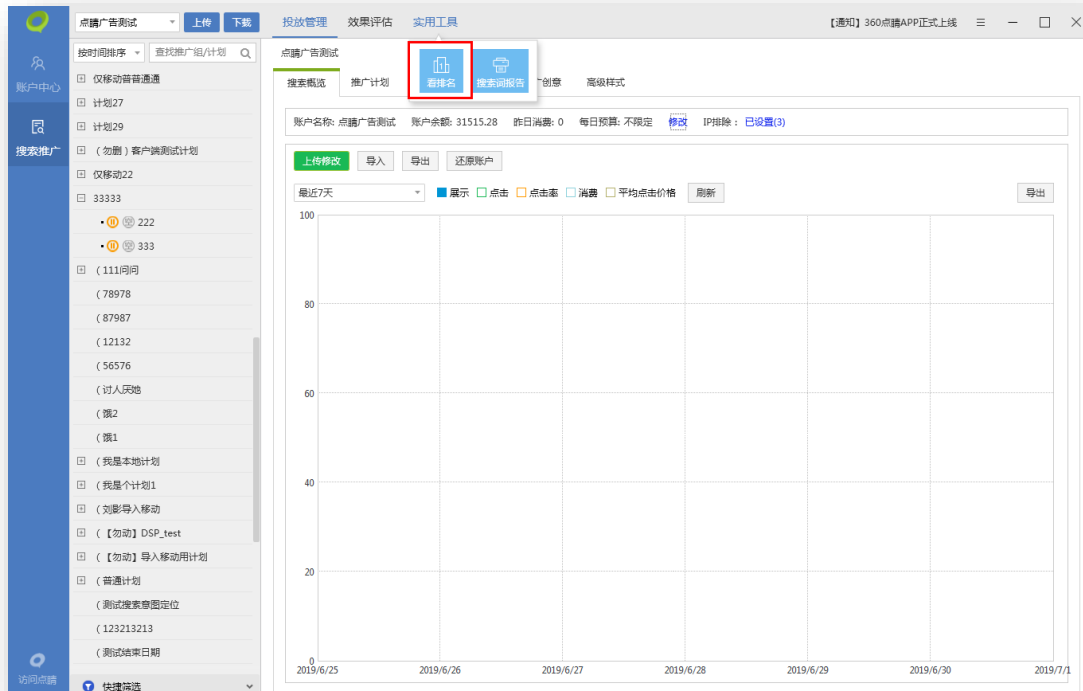 点睛广告测试 上传 下载 投放管理 效果评估 实用工具 【通知】360点睛APP正式上线
按时间排序 查找推广组/计划 点睛广告测试
账户中心
搜索推广
看排名 搜索词报告
搜索概览 推广计划 创意 高级样式
账户名称: 点睛广告测试 账户余额: 31515.28 昨日消费: 0 每日预算: 不限定 修改 IP排除: 已设置(3)
上传修改 导入 导出 还原账户
最近7天 展示 点击 点击率 消费 平均点击价格 刷新 导出
仅移动普普通通
计划27
计划29
(勿删)客户端测试计划
仅移动22
33333
222
333
(111问问
(78978
(87987
(12132
(56576
(讨人厌她
(饿2
(饿1
(我是本地计划
(我是个计划1
(刘影导入移动
(【勿动】DSP_test
(【勿动】导入移动用计划
(普通计划
(测试搜索意图定位
(123213213
(测试结束日期
快捷筛选
访问点睛
100
80
60
40
20
0
2019/6/25 2019/6/26 2019/6/27 2019/6/28 2019/6/29 2019/6/30 2019/7/1